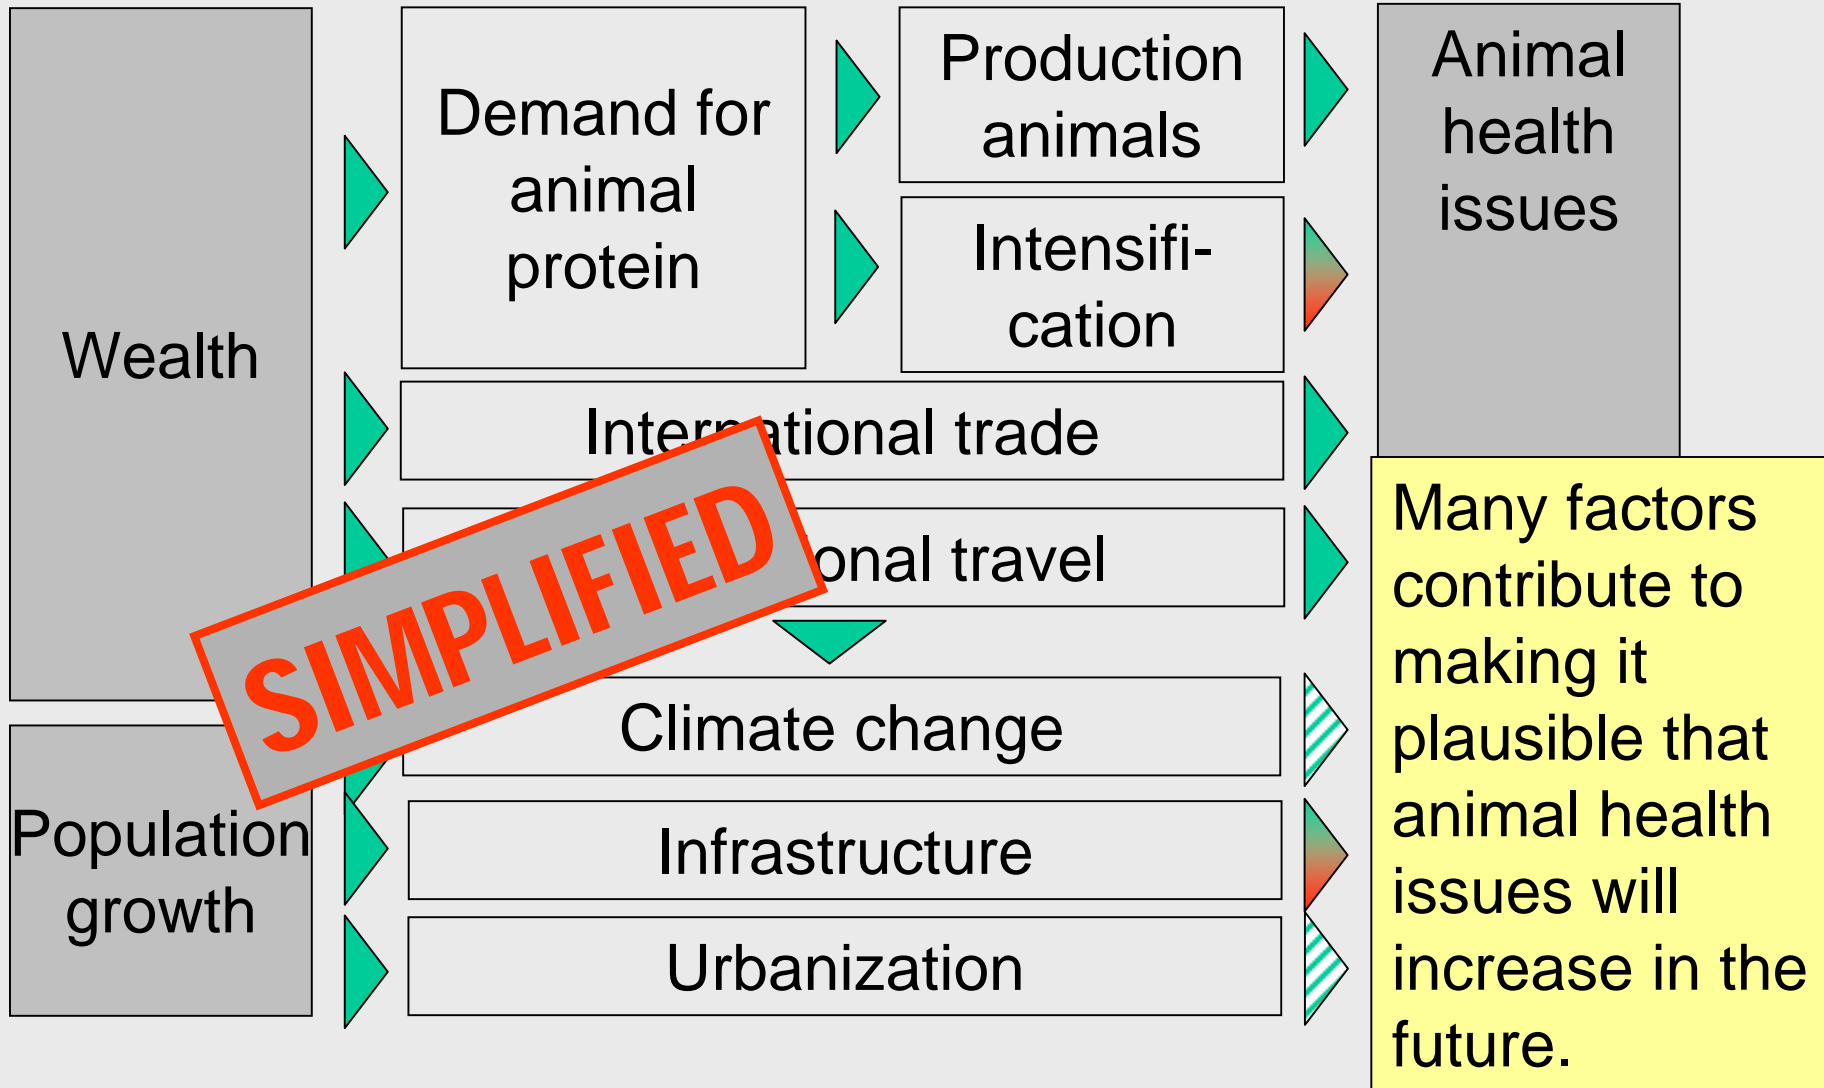 Wealth
Population
growth
Demand for
animal
protein
Production
animals
Intensifi-
cation
International trade
onal travel
Climate change
Infrastructure
Urbanization
SIMPLIFIED
Animal
health
issues
Many factors
contribute to
making it
plausible that
animal health
issues will
increase in the
future.